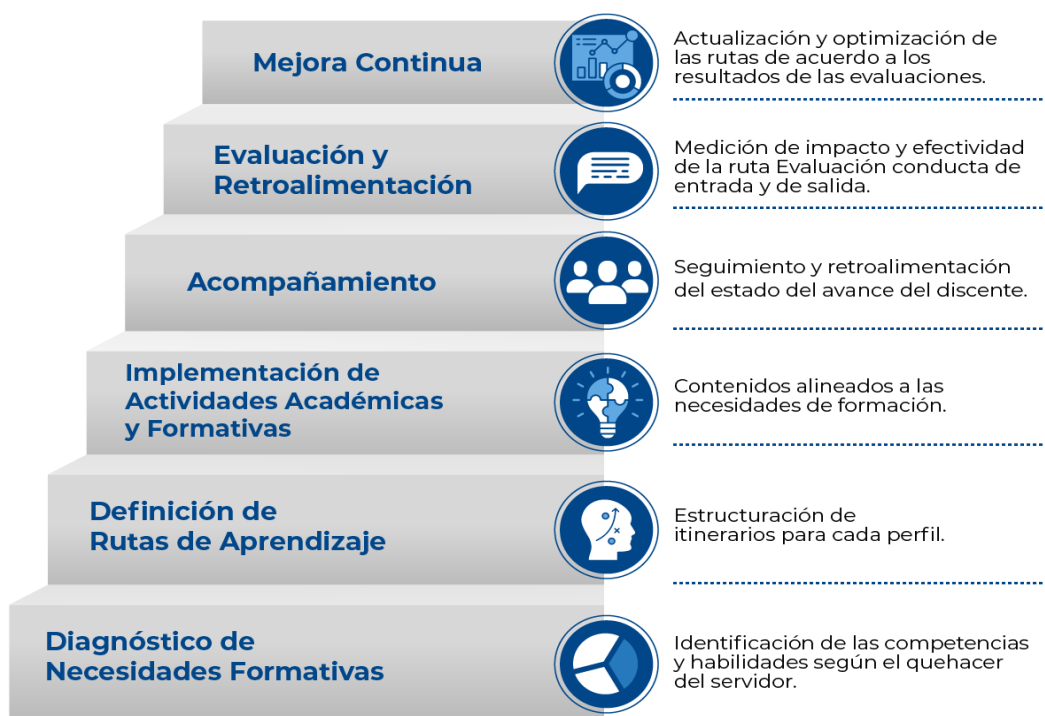 Mejora Continua
Actualización y optimización de
las rutas de acuerdo a los
resultados de las evaluaciones.
Evaluación y
Retroalimentación
Medición de impacto y efectividad
de la ruta Evaluación conducta de
entrada y de salida.
Acompañamiento
Seguimiento y retroalimentación
del estado del avance del discente.
Implementación de
Actividades Académicas
y Formativas
Contenidos alineados a las
necesidades de formación.
Definición de
Rutas de Aprendizaje
Estructuración de
itinerarios para cada perfil.
Diagnóstico de
Necesidades Formativas
Identificación de las competencias
y habilidades según el quehacer
del servidor.